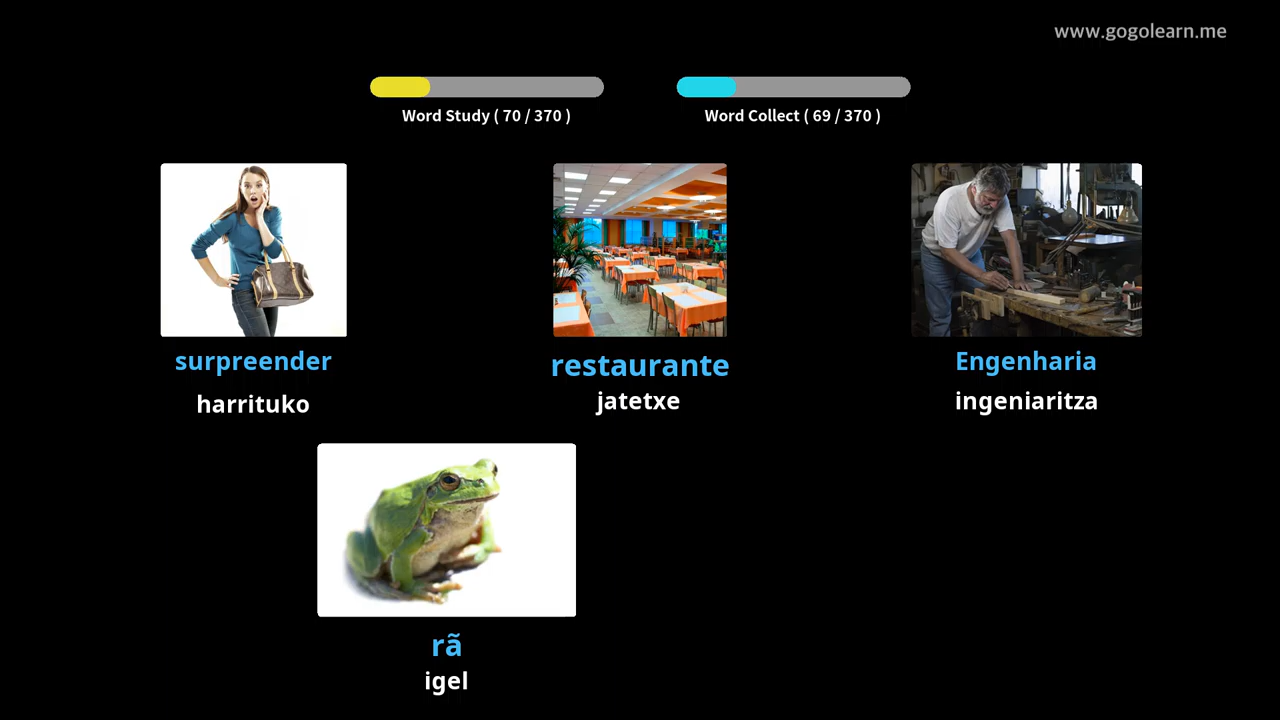 www.gogolearn.me
Word Study ( 70 / 370 )
Word Collect ( 69 / 370 )
surpreender
harrituko
restaurante
jatetxe
Engenharia
ingeniaritza
rã
igel